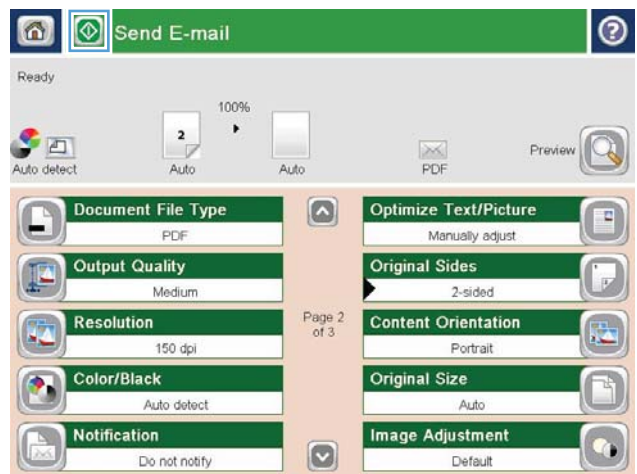 Send E-mail
?
Ready
100%
2
Auto detect
Auto
Auto
PDF
Preview
Document File Type
PDF
Output Quality
Medium
Resolution
150 dpi
Color/Black
Auto detect
Notification
Do not notify
Page 2
of 3
Optimize Text/Picture
Manually adjust
Original Sides
2-sided
Content Orientation
Portrait
Original Size
Auto
Image Adjustment
Default